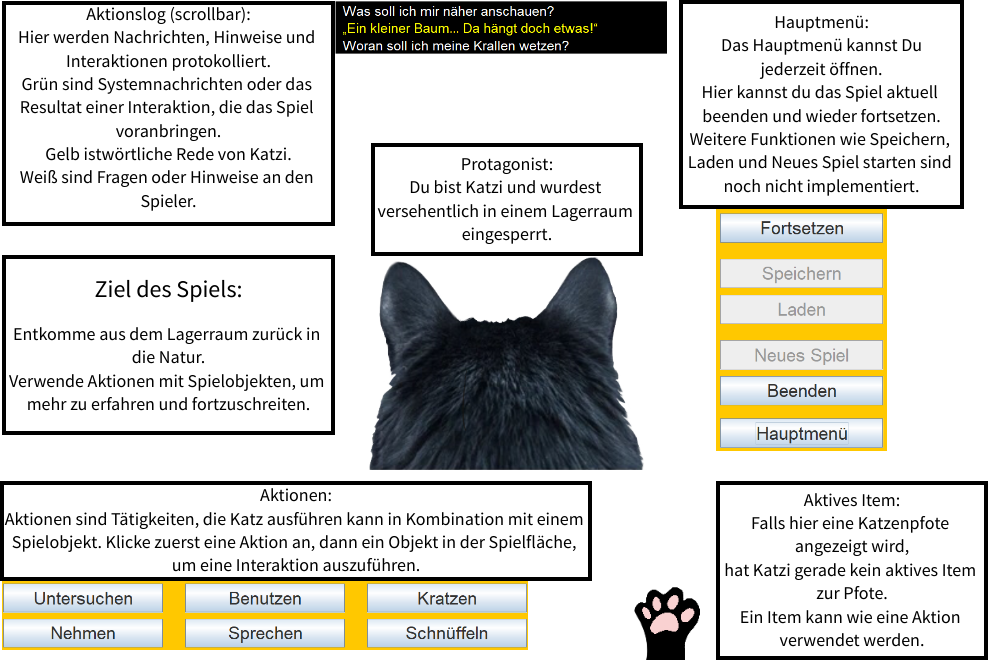 Aktionslog (scrollbar):
Hier werden Nachrichten, Hinweise und
Interaktionen protokolliert.
Grün sind Systemnachrichten oder das
Resultat einer Interaktion, die das Spiel
voranbringen.
Gelb istwörtliche Rede von Katzi.
Weiß sind Fragen oder Hinweise an den
Spieler.
Was soll ich mir näher anschauen?
„Ein kleiner Baum... Da hängt doch etwas!“
Woran soll ich meine Krallen wetzen?
Hauptmenü:
Das Hauptmenü kannst Du
jederzeit öffnen.
Hier kannst du das Spiel aktuell
beenden und wieder fortsetzen.
Weitere Funktionen wie Speichern,
Laden und Neues Spiel starten sind
noch nicht implementiert.
Protagonist:
Du bist Katzi und wurdest
versehentlich in einem Lagerraum
eingesperrt.
Fortsetzen
Speichern
Laden
Neues Spiel
Beenden
Hauptmenü
Ziel des Spiels:
Entkomme aus dem Lagerraum zurück in
die Natur.
Verwende Aktionen mit Spielobjekten, um
mehr zu erfahren und fortzuschreiten.
Aktionen:
Aktionen sind Tätigkeiten, die Katz ausführen kann in Kombination mit einem
Spielobjekt. Klicke zuerst eine Aktion an, dann ein Objekt in der Spielfläche,
um eine Interaktion auszuführen.
Untersuchen
Benutzen
Kratzen
Nehmen
Sprechen
Schnüffeln
Aktives Item:
Falls hier eine Katzenpfote
angezeigt wird,
hat Katzi gerade kein aktives Item
zur Pfote.
Ein Item kann wie eine Aktion
verwendet werden.